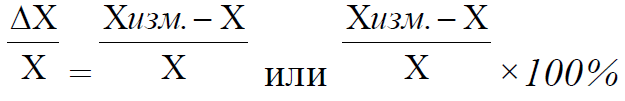 ΔX/X = (Xизм. – X)/X или (Xизм. – X)/X ×100%